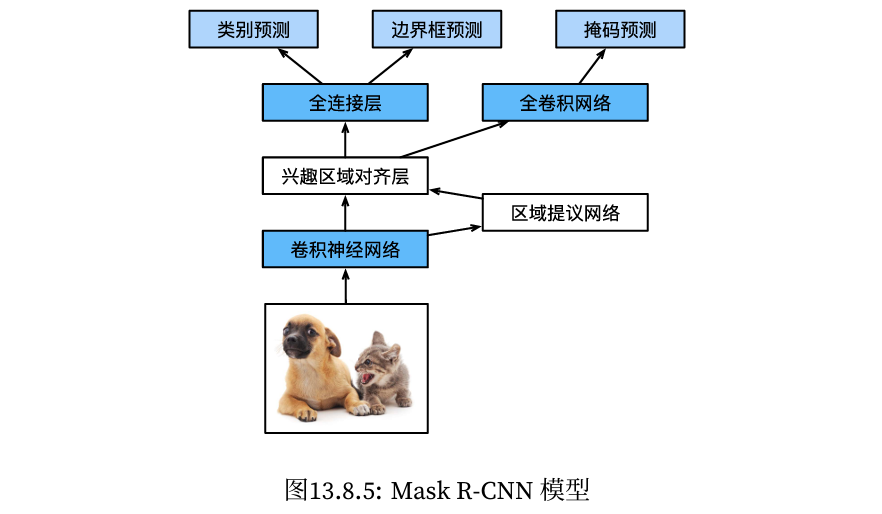 类别预测
边界框预测
掩码预测
全连接层
全卷积网络
兴趣区域对齐层
区域提议网络
卷积神经网络
图13.8.5: Mask R-CNN 模型